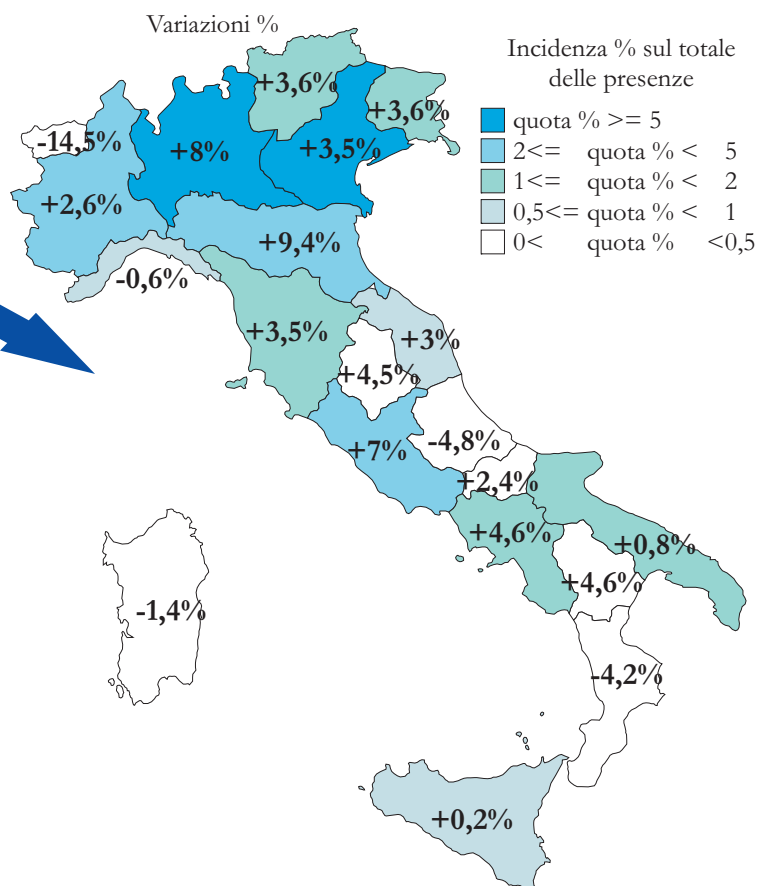 Variazioni %
Incidenza % sul totale
delle presenze
quota % >= 5
2<= quota % < 5
1<= quota % < 2
0,5<= quota % < 1
0< quota % <0,5
+3,6%
+3,6%
-14,5%
+8%
+3,5%
+2,6%
+9,4%
-0,6%
+3,5%
+3%
+4,5%
-4,8%
+7%
+2,4%
+4,6%
+0,8%
+4,6%
-1,4%
-4,2%
+0,2%